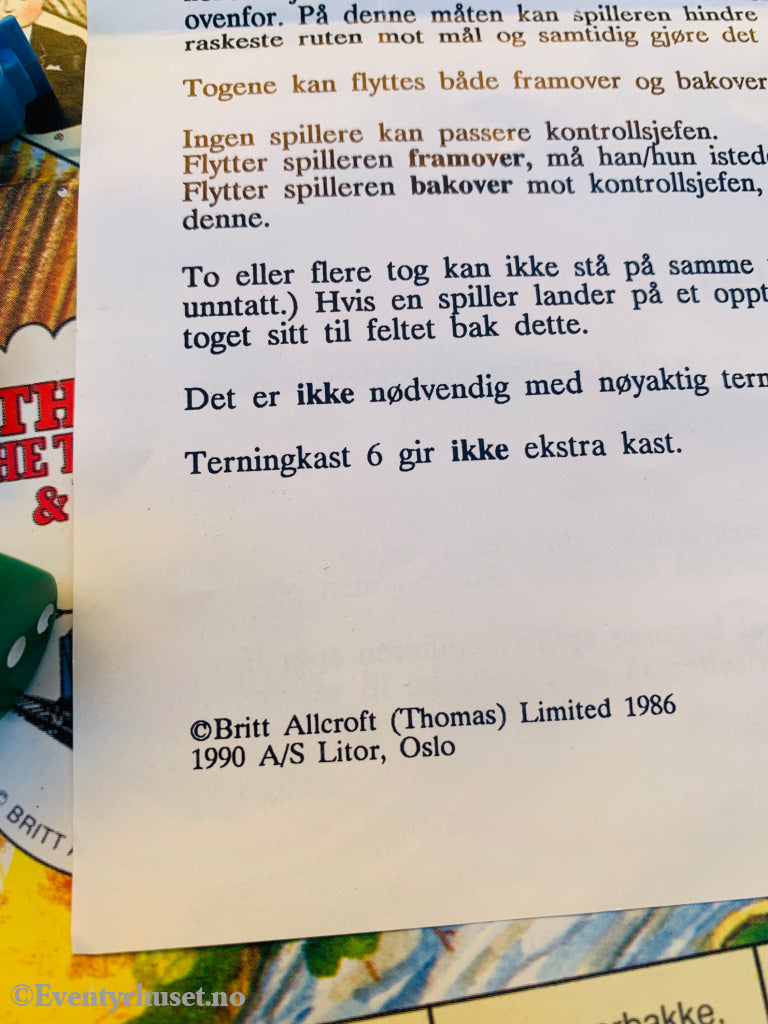 ovenfor. På denne måten kan spilleren hindre
raskeste ruten mot mål og samtidig gjøre det
Togene kan flyttes både framover og bakover
Ingen spillere kan passere kontrollsjefen.
Flytter spilleren framover, må han/hun isted
Flytter spilleren bakover mot kontrollsjefen,
denne.
To eller flere tog kan ikke stå på samme
unntatt.) Hvis en spiller lander på et oppt
toget sitt til feltet bak dette.
Det er ikke nødvendig med nøyaktig tern
Terningkast 6 gir ikke ekstra kast.
©Britt Allcroft (Thomas) Limited 1986
1990 A/S Litor, Oslo
TH
HE T
&
© BRITT A
©Eventyrhuset.no
rbakke.